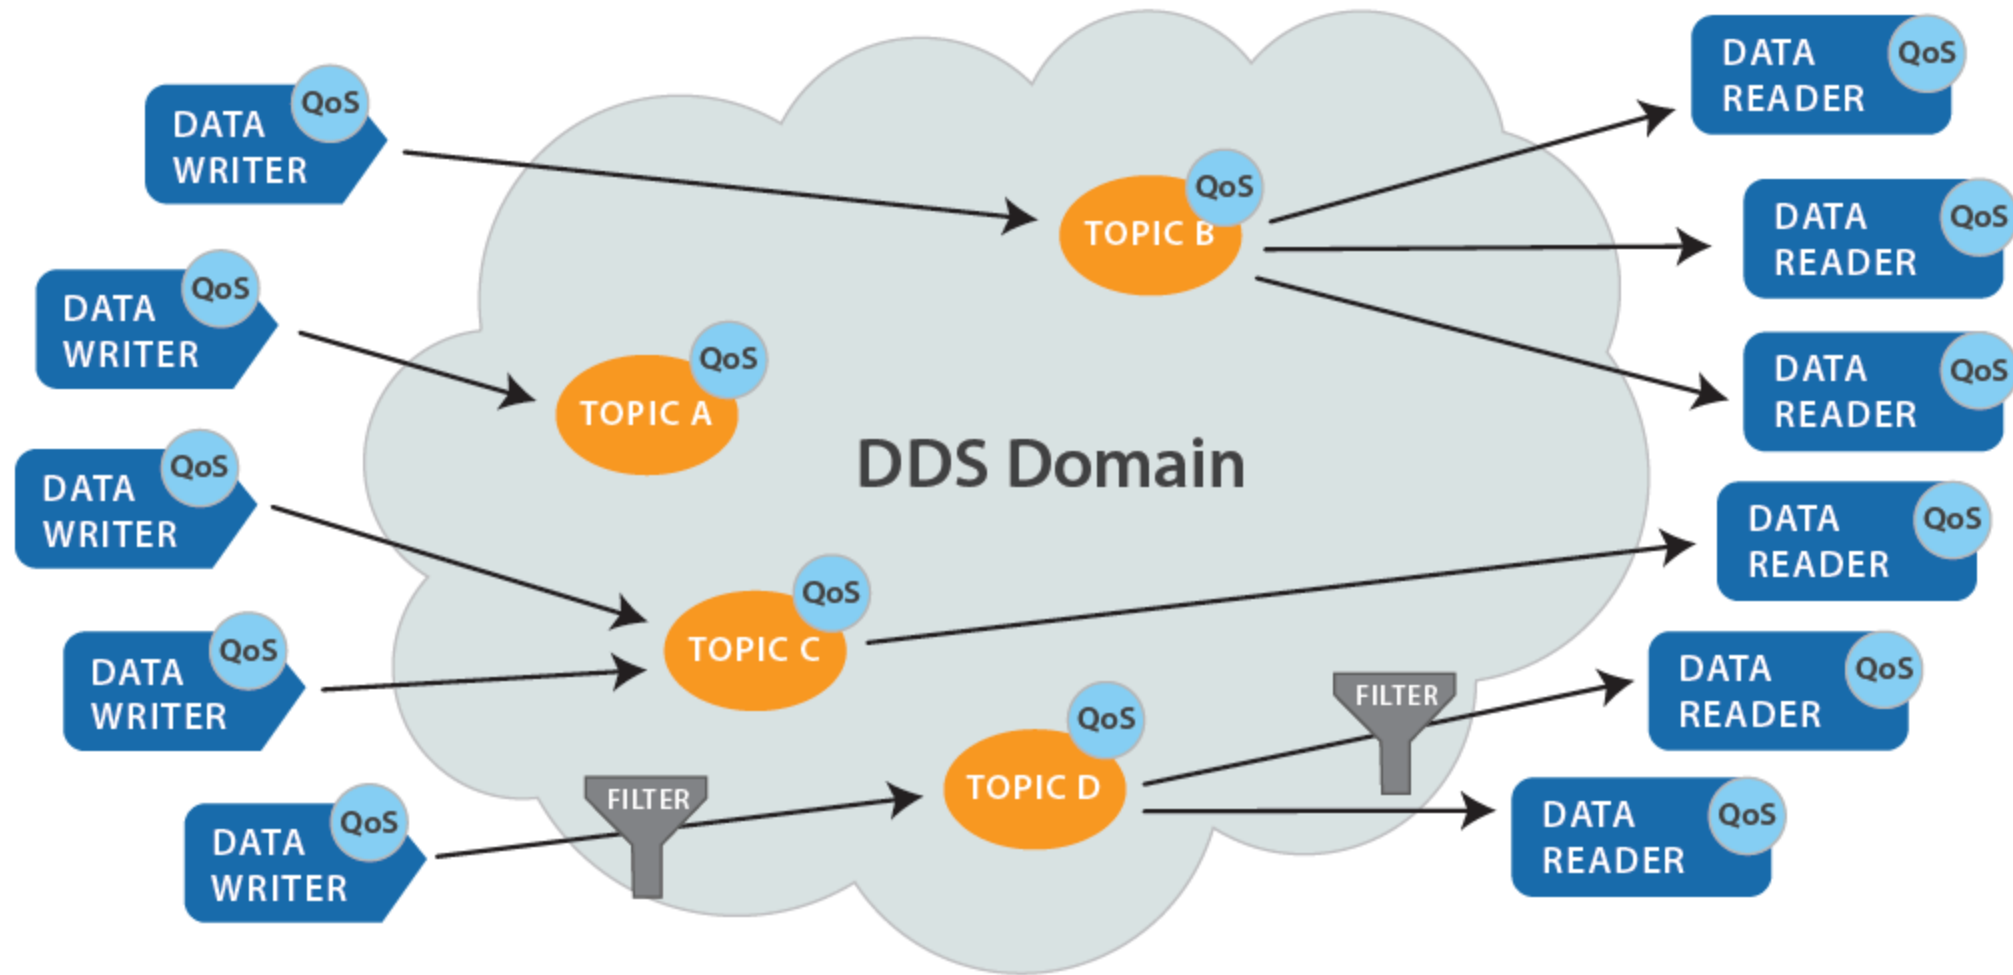 QoS
DATA
WRITER
QoS
DATA
WRITER
QoS
DATA
WRITER
QoS
DATA
WRITER
QoS
DATA
WRITER
QoS
TOPIC B
QoS
TOPIC A
DDS Domain
QoS
TOPIC C
QoS
TOPIC D
FILTER
FILTER
DATA
READER
QoS
DATA
READER
QoS
DATA
READER
QoS
DATA
READER
QoS
DATA
READER
QoS
DATA
READER
QoS